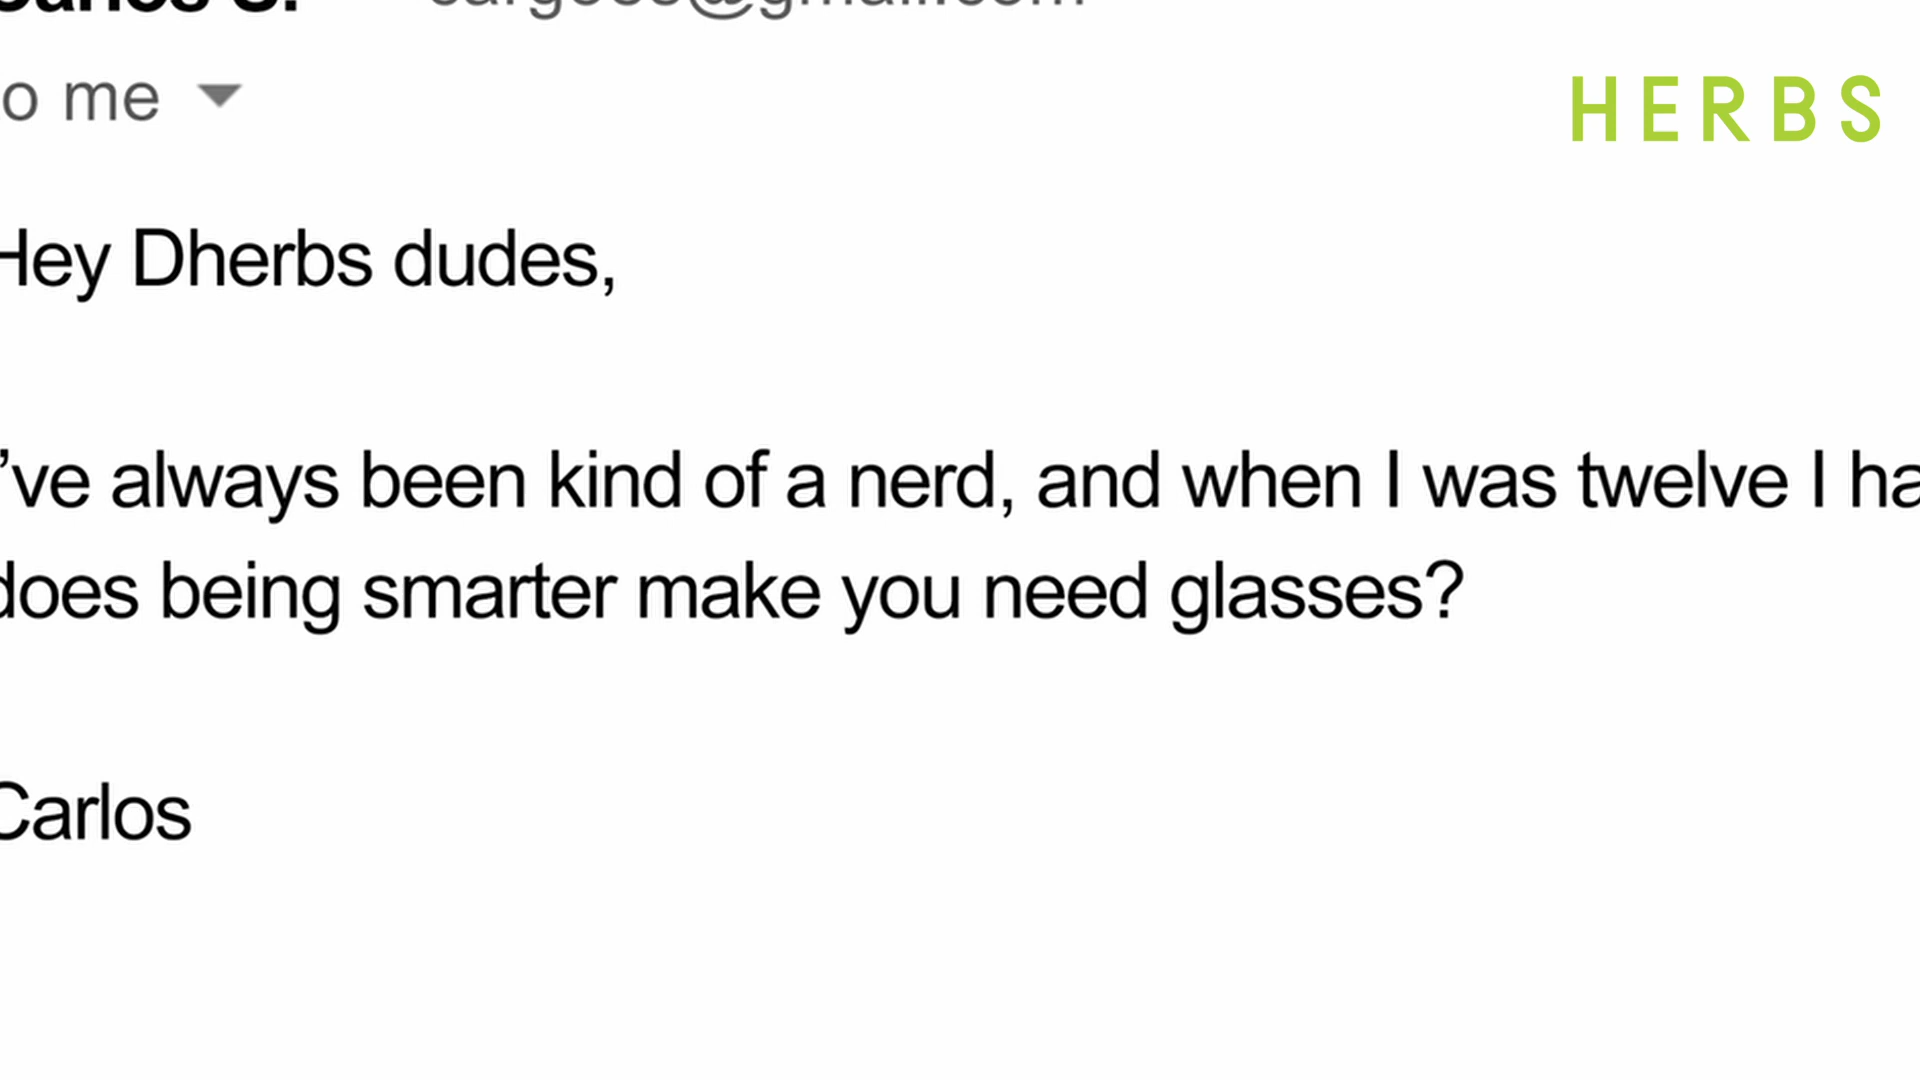 o me
HERBS
Hey Dherbs dudes,
've always been kind of a nerd, and when I was twelve I ha
does being smarter make you need glasses?
Carlos